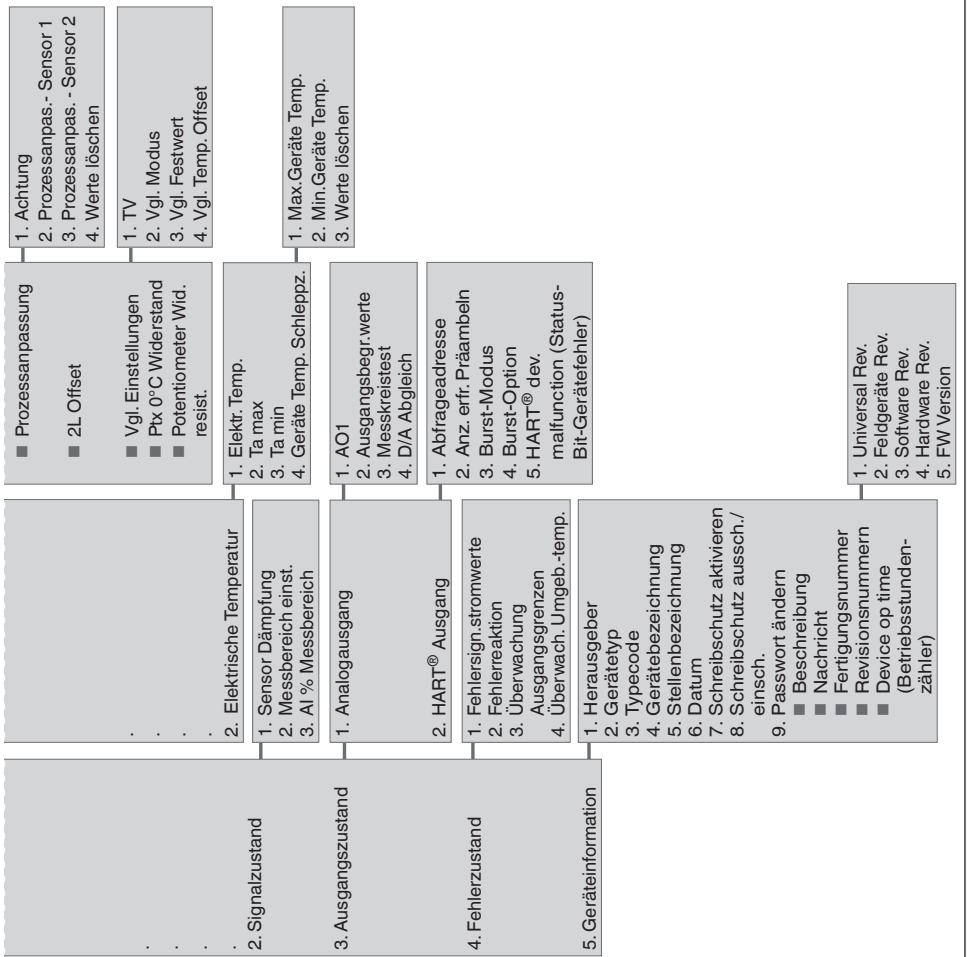 .
.
.
.
2. Signalzustand
3. Ausgangszustand
4. Fehlerzustand
5. Geräteinformation
.
.
.
.
2. Elektrische Temperatur
1. Sensor Dämpfung
2. Messbereich einst.
3. AI % Messbereich
1. Analogausgang
2. HART® Ausgang
1. Fehlersign.stromwerte
2. Fehlerreaktion
3. Überwachung
Ausgangsgrenzen
4. Überwach. Umgeb.-temp.
1. Herausgeber
2. Gerätetyp
3. Typecode
4. Gerätebezeichnung
5. Stellenbezeichnung
6. Datum
7. Schreibschutz aktivieren
8. Schreibschutz aussch./
einsch.
9. Passwort ändern
■ Beschreibung
■ Nachricht
■ Fertigungsnummer
■ Revisionsnummern
■ Device op time
(Betriebsstunden-
zähler)
■ Prozessanpassung
■ 2L Offset
■ Vgl. Einstellungen
■ Ptx 0°C Widerstand
■ Potentiometer Wid.
resist.
1. Elektr. Temp.
2. Ta max
3. Ta min
4. Geräte Temp. Schleppz.
1. AO1
2. Ausgangsbegr.werte
3. Messkreistest
4. D/A Abgleich
1. Abfrageadresse
2. Anz. erfr. Präambeln
3. Burst-Modus
4. Burst-Option
5. HART® dev.
malfunction (Status-
Bit-Gerätefehler)
1. Universal Rev.
2. Feldgeräte Rev.
3. Software Rev.
4. Hardware Rev.
5. FW Version
1. Achtung
2. Prozessanpas.- Sensor 1
3. Prozessanpas. - Sensor 2
4. Werte löschen
1. TV
2. Vgl. Modus
3. Vgl. Festwert
4. Vgl. Temp. Offset
1. Max.Geräte Temp.
2. Min.Geräte Temp.
3. Werte löschen